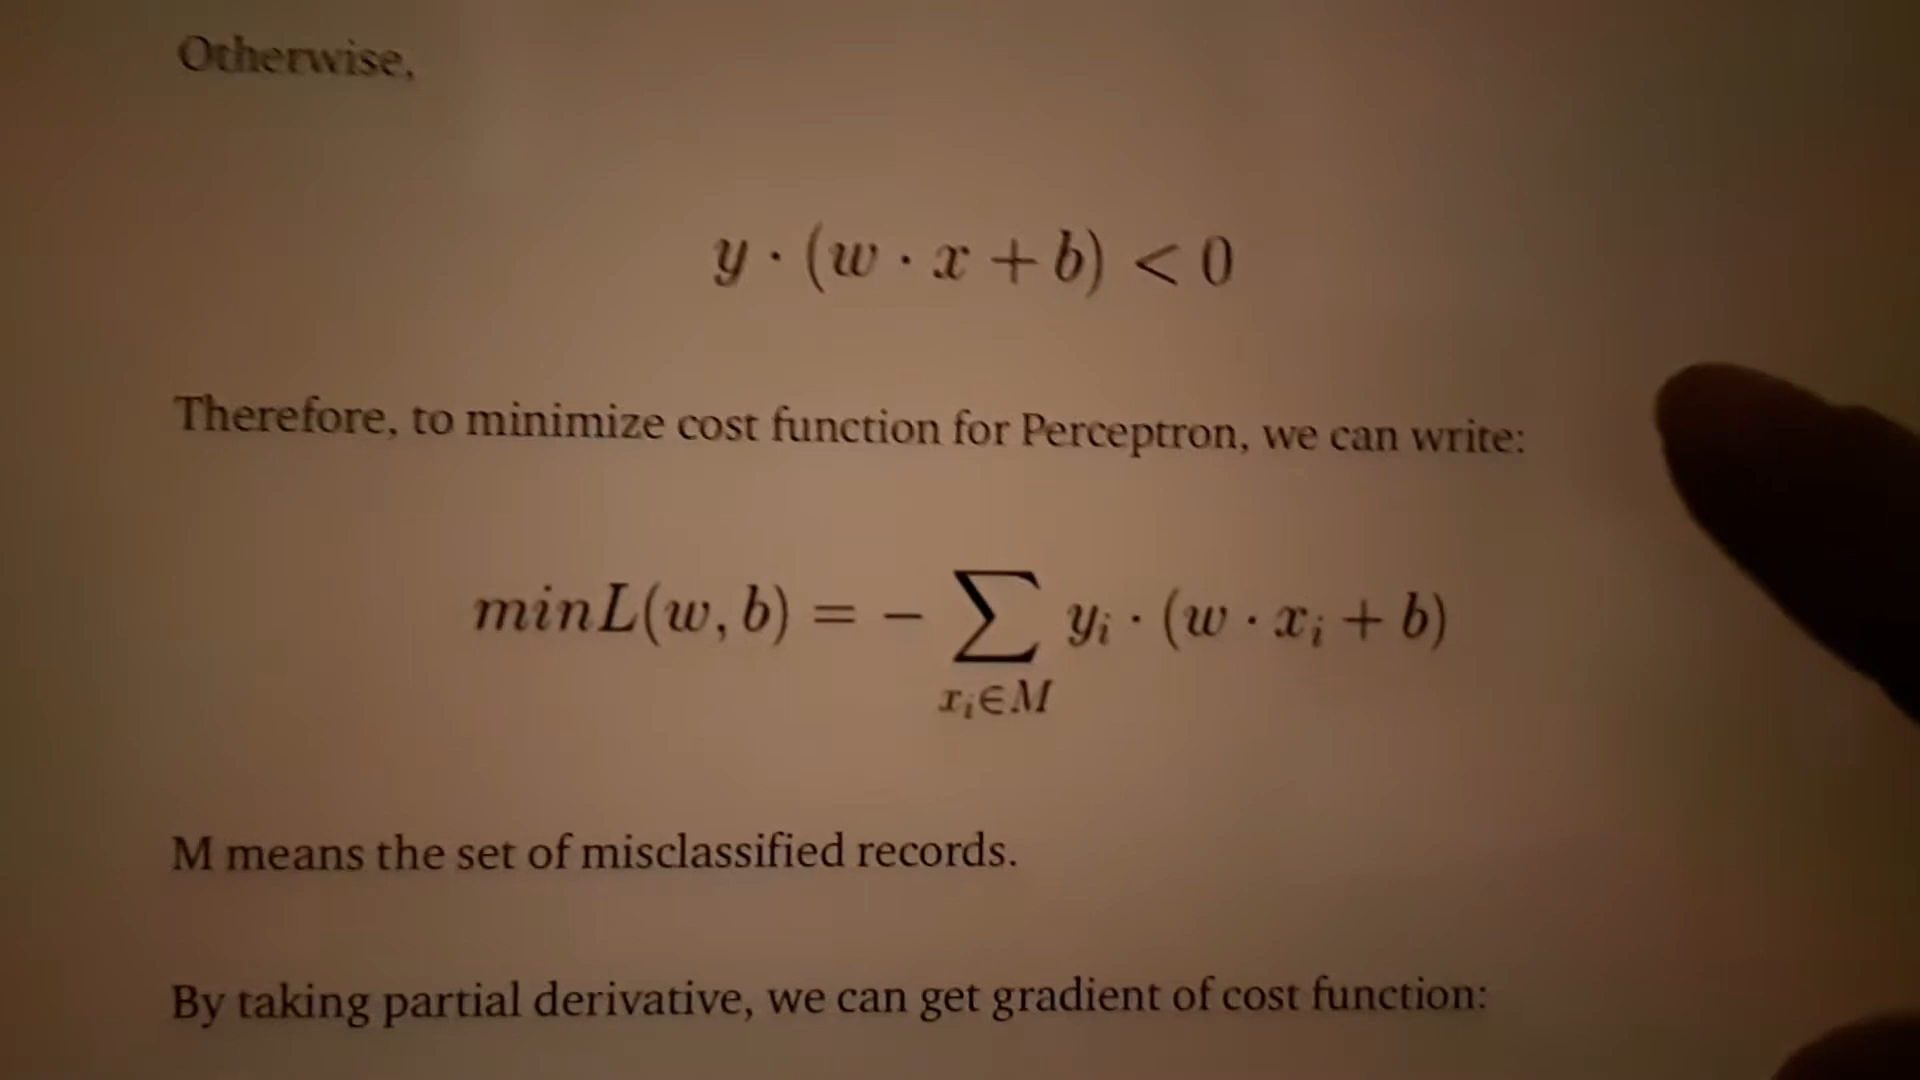 Otherwise,
y · (w · x + b) < 0
Therefore, to minimize cost function for Perceptron, we can write:
minL(w, b) = − ∑ yᵢ · (w · xᵢ + b)
xᵢ∈M
M means the set of misclassified records.
By taking partial derivative, we can get gradient of cost function: